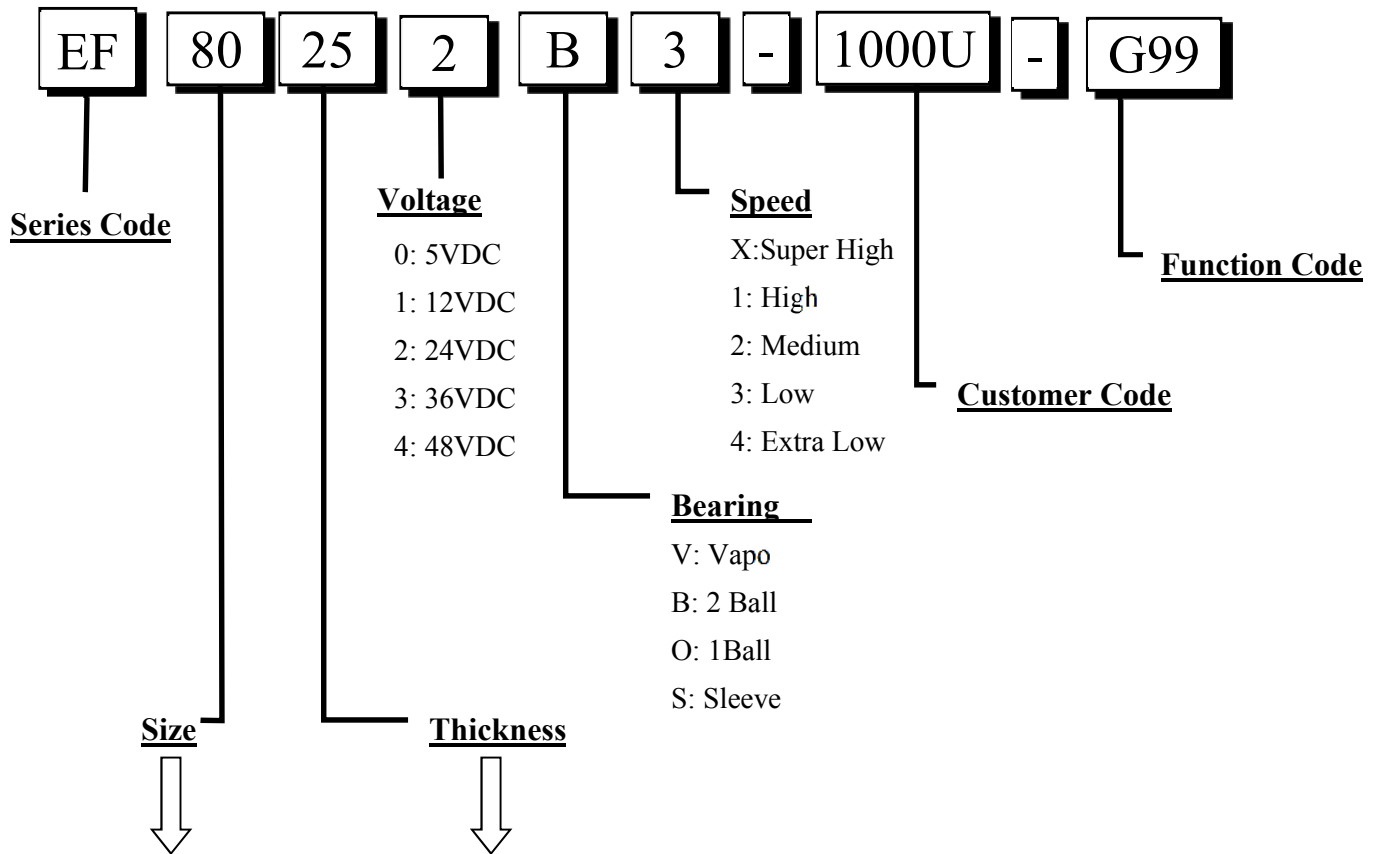 EF 80 25 2 B 3 - 1000U - G99
Series Code
Voltage
0: 5VDC
1: 12VDC
2: 24VDC
3: 36VDC
4: 48VDC
Speed
X:Super High
1: High
2: Medium
3: Low
4: Extra Low
Function Code
Customer Code
Bearing
V: Vapo
B: 2 Ball
O: 1Ball
S: Sleeve
Size
Thickness